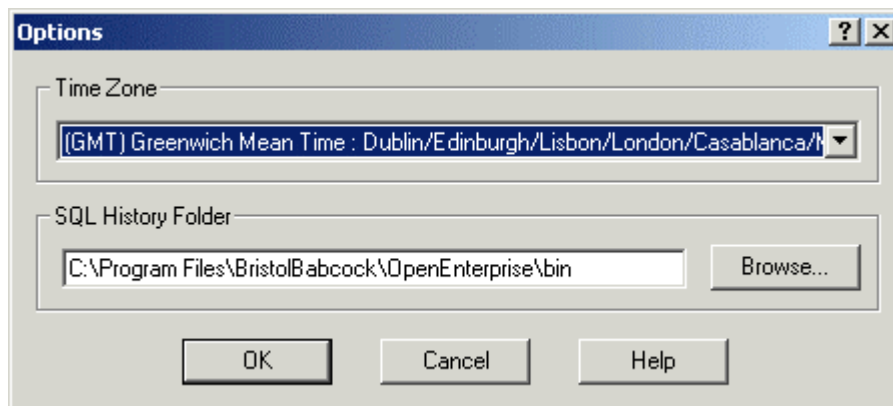 Options
Time Zone
(GMT) Greenwich Mean Time : Dublin/Edinburgh/Lisbon/London/Casablanca/
SQL History Folder
C:\Program Files\BristolBabcock\OpenEnterprise\bin
Browse...
OK
Cancel
Help